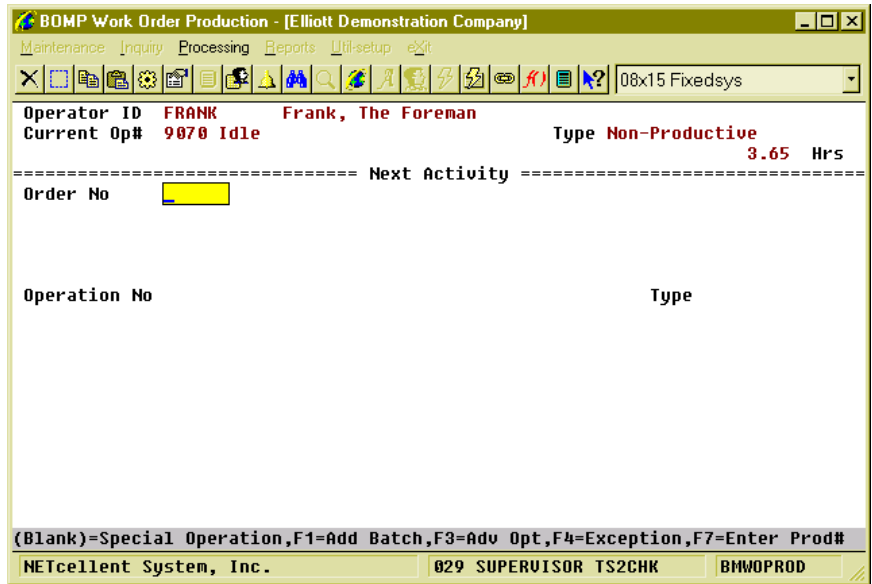 BOMP Work Order Production - [Elliott Demonstration Company]
Maintenance Inquiry Processing Reports Util-setup eXit
08x15 Fixedsys
Operator ID FRANK Frank, The Foreman
Current Op# 9070 Idle Type Non-Productive
3.65 Hrs
================================ Next Activity ================================
Order No
Operation No Type
(Blank)=Special Operation,F1=Add Batch,F3=Adv Opt,F4=Exception,F7=Enter Prod#
NETcellent System, Inc. 029 SUPERVISOR TS2CHK BMWOPROD